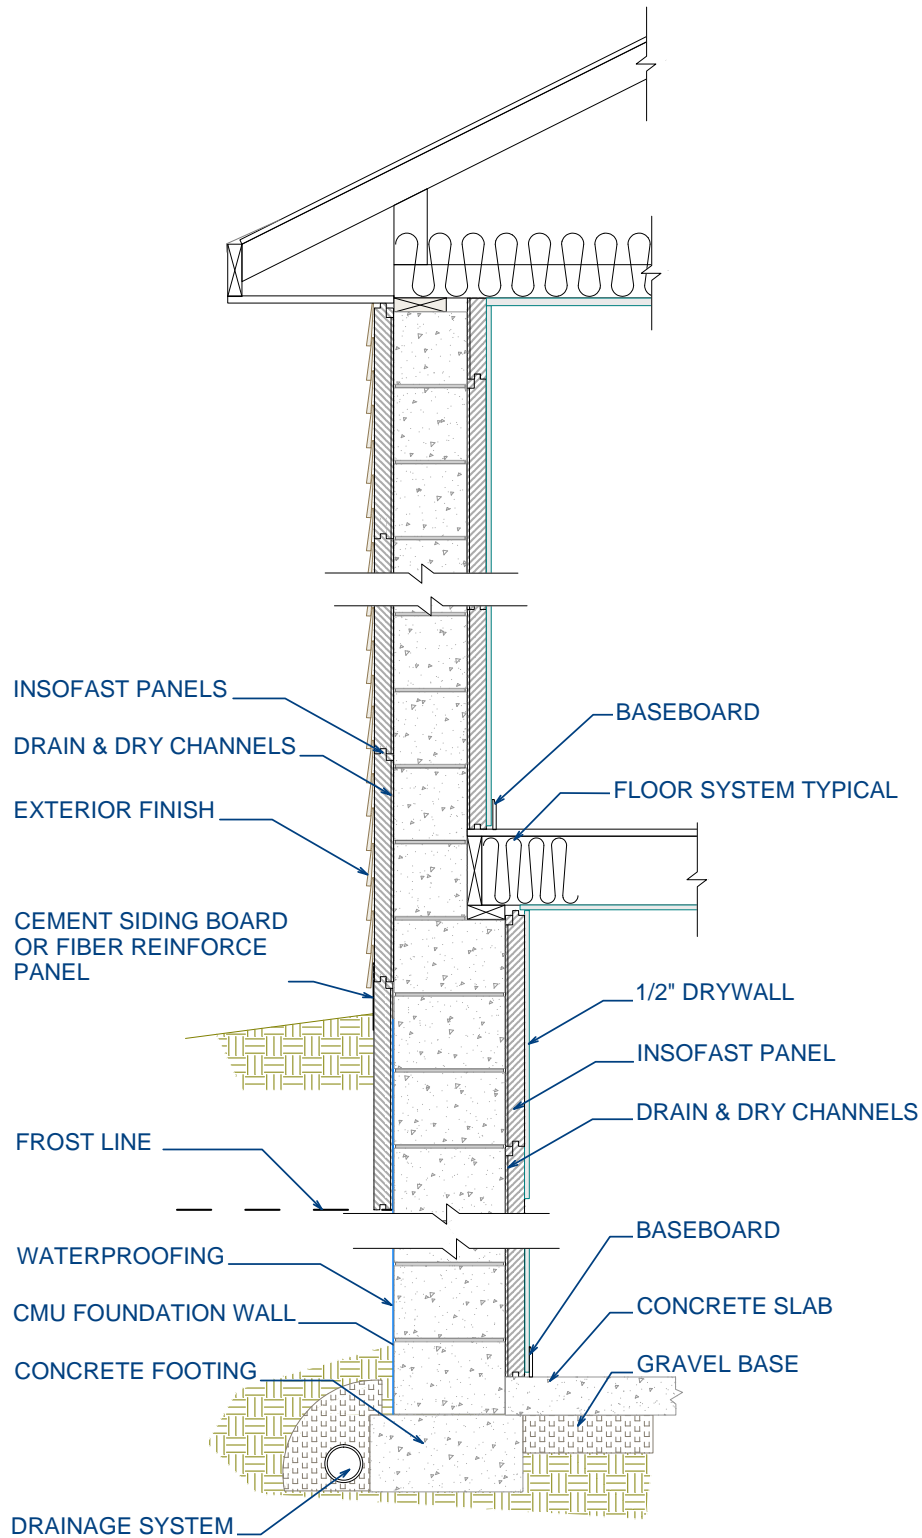 INSOFAST PANELS
DRAIN & DRY CHANNELS
EXTERIOR FINISH
CEMENT SIDING BOARD
OR FIBER REINFORCE
PANEL
FROST LINE
WATERPROOFING
CMU FOUNDATION WALL
CONCRETE FOOTING
DRAINAGE SYSTEM
BASEBOARD
FLOOR SYSTEM TYPICAL
1/2" DRYWALL
INSOFAST PANEL
DRAIN & DRY CHANNELS
BASEBOARD
CONCRETE SLAB
GRAVEL BASE